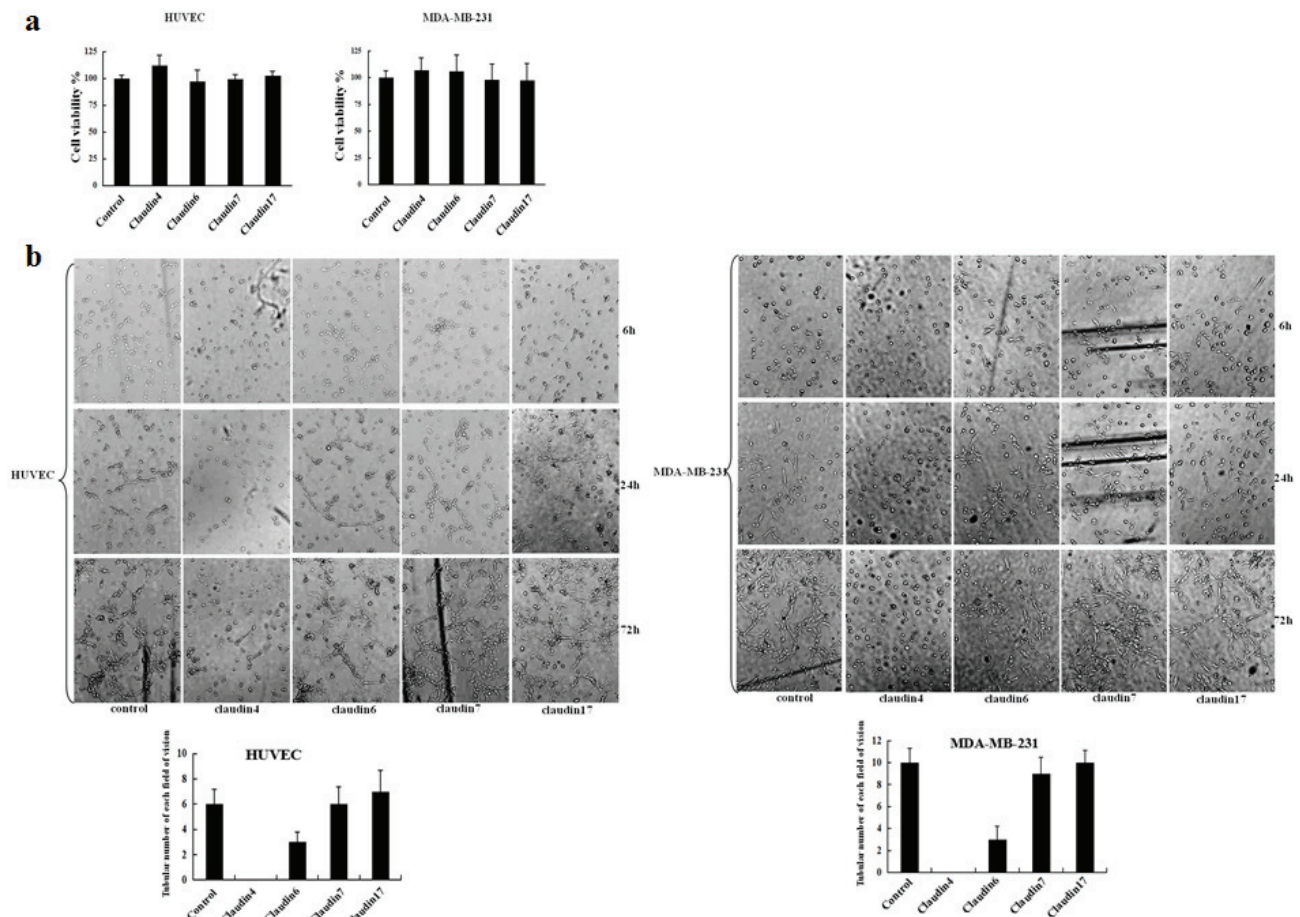 a
HUVEC
MDA-MB-231
Cell viability %
125
100
75
50
25
0
Control
Claudin4
Claudin6
Claudin7
Claudin17
Cell viability %
125
100
75
50
25
0
Control
Claudin4
Claudin6
Claudin7
Claudin17
b
HUVEC
6h
24h
72h
control
claudin4
claudin6
claudin7
claudin17
MDA-MB-231
6h
24h
72h
control
claudin4
claudin6
claudin7
claudin17
HUVEC
Tubular number of each field of vision
10
8
6
4
2
0
Control
Claudin4
Claudin6
Claudin7
Claudin17
MDA-MB-231
Tubular number of each field of vision
12
10
8
6
4
2
0
Control
Claudin4
Claudin6
Claudin7
Claudin17